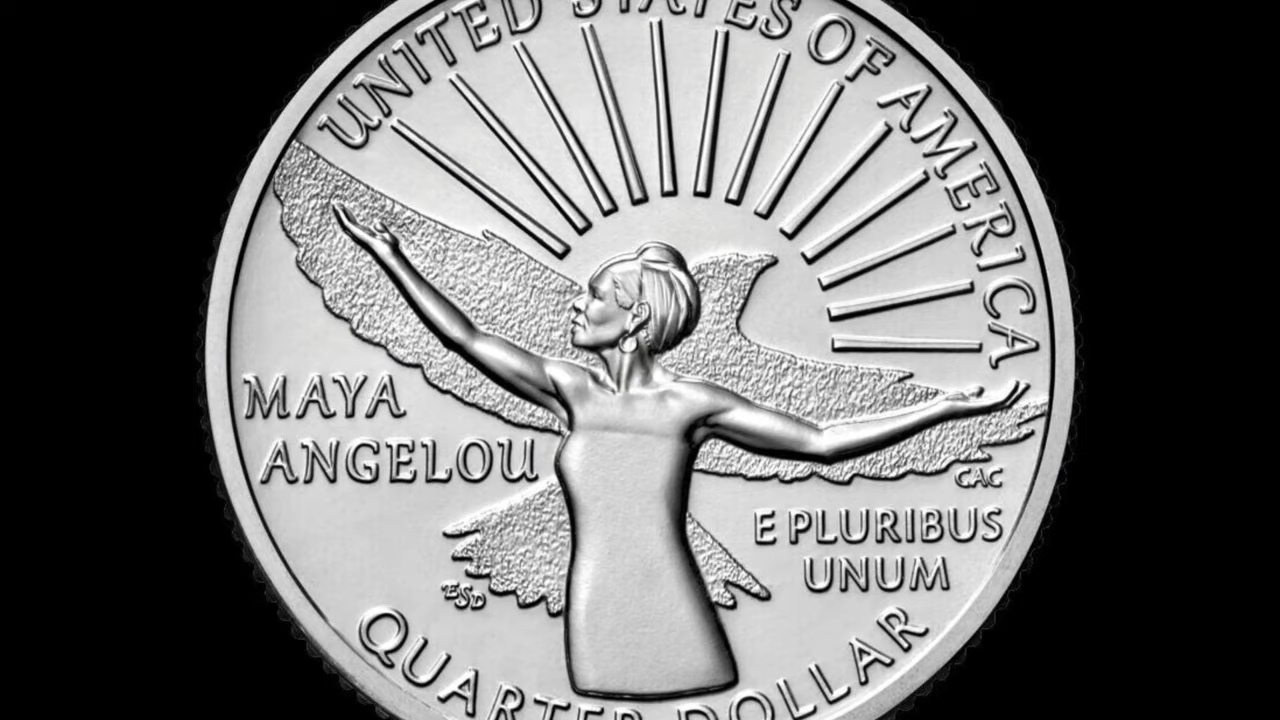 UNITED STATES OF AMERICA
MAYA
ANGELOU
CAC
E PLURIBUS
UNUM
ESD
QUARTER DOLLAR